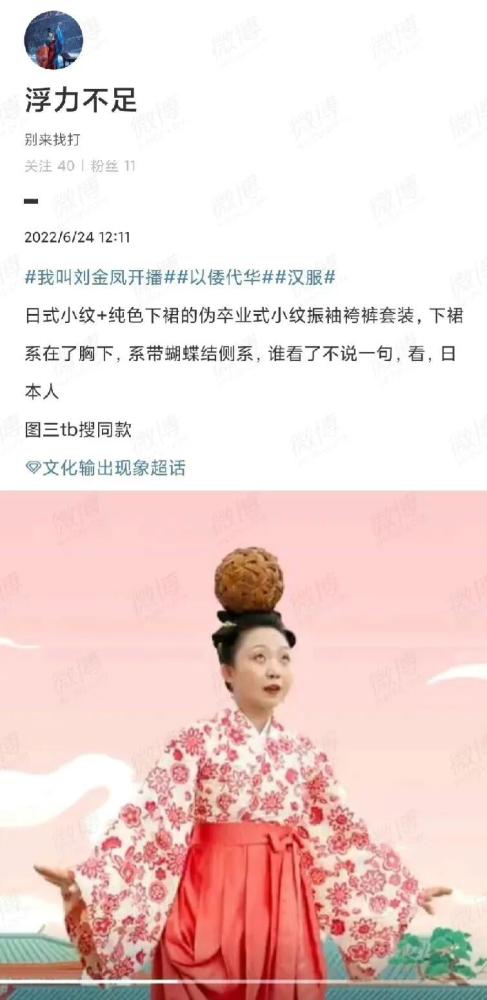 浮力不足
别来找打
关注 40 | 粉丝 11
2022/6/24 12:11
#我叫刘金凤开播##以倭代华##汉服#
日式小纹+纯色下裙的伪卒业式小纹振袖袴裤套装，下裙
系在了胸下，系带蝴蝶结侧系，谁看了不说一句，看，日
本人
图三tb搜同款
文化输出现象超话
微博